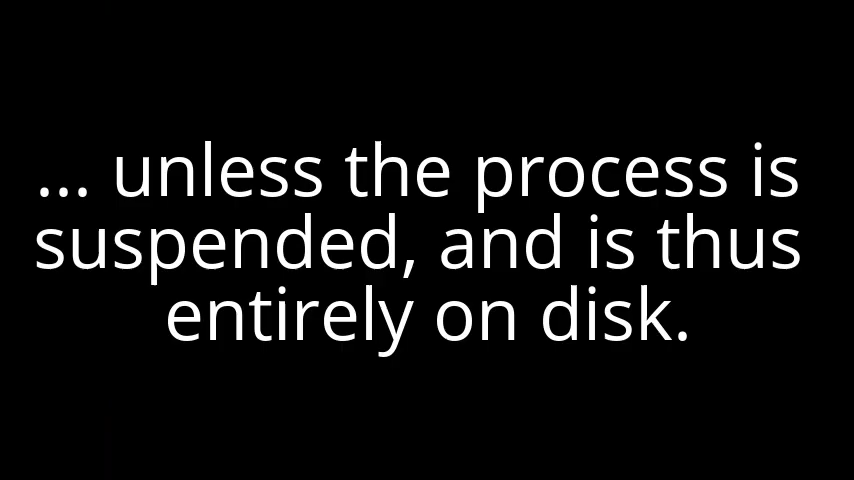 ... unless the process is
suspended, and is thus
entirely on disk.